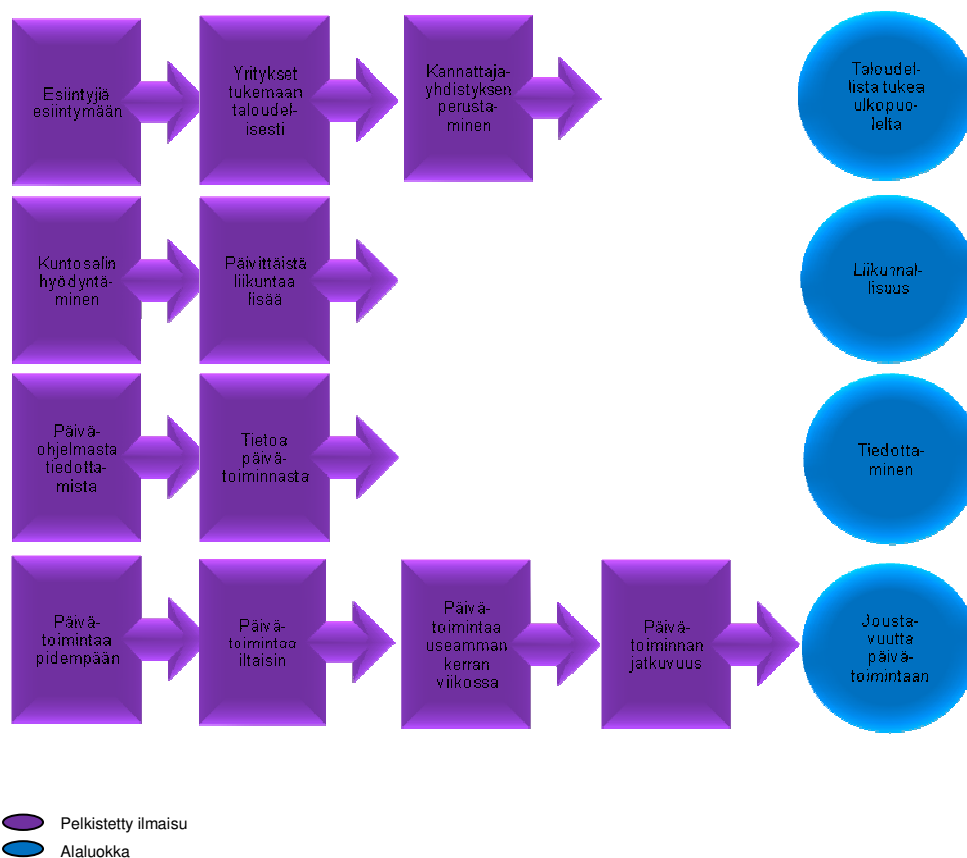 Esiintyjiä
esiintymään
Yritykset
tukemaan
taloudel-
isesti
Kannattaja-
yhdistyksen
perusta-
minen
Taloudel-
lista tukea
ulkopuo-
lelta
Kuntosalin
hyödyntä-
minen
Päivittäistä
liikuntaa
lisää
Liikunnal-
lisuus
Päivä-
ohjelmasta
tiedotta-
mista
Tietoa
päivä-
toiminnasta
Tiedotta-
minen
Päivä-
toimintaa
pidempään
Päivä-
toimintaa
iltaisin
Päivä-
toimintaa
useamman
kerran
viikossa
Päivä-
toiminnan
jatkuvuus
Jousta-
vuutta
päivä-
toimintaan
Pelkistetty ilmaisu
Alaluokka